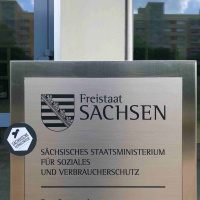 Freistaat
SACHSEN
SÄCHSISCHES STAATSMINISTERIUM
FÜR SOZIALES
UND VERBRAUCHERSCHUTZ